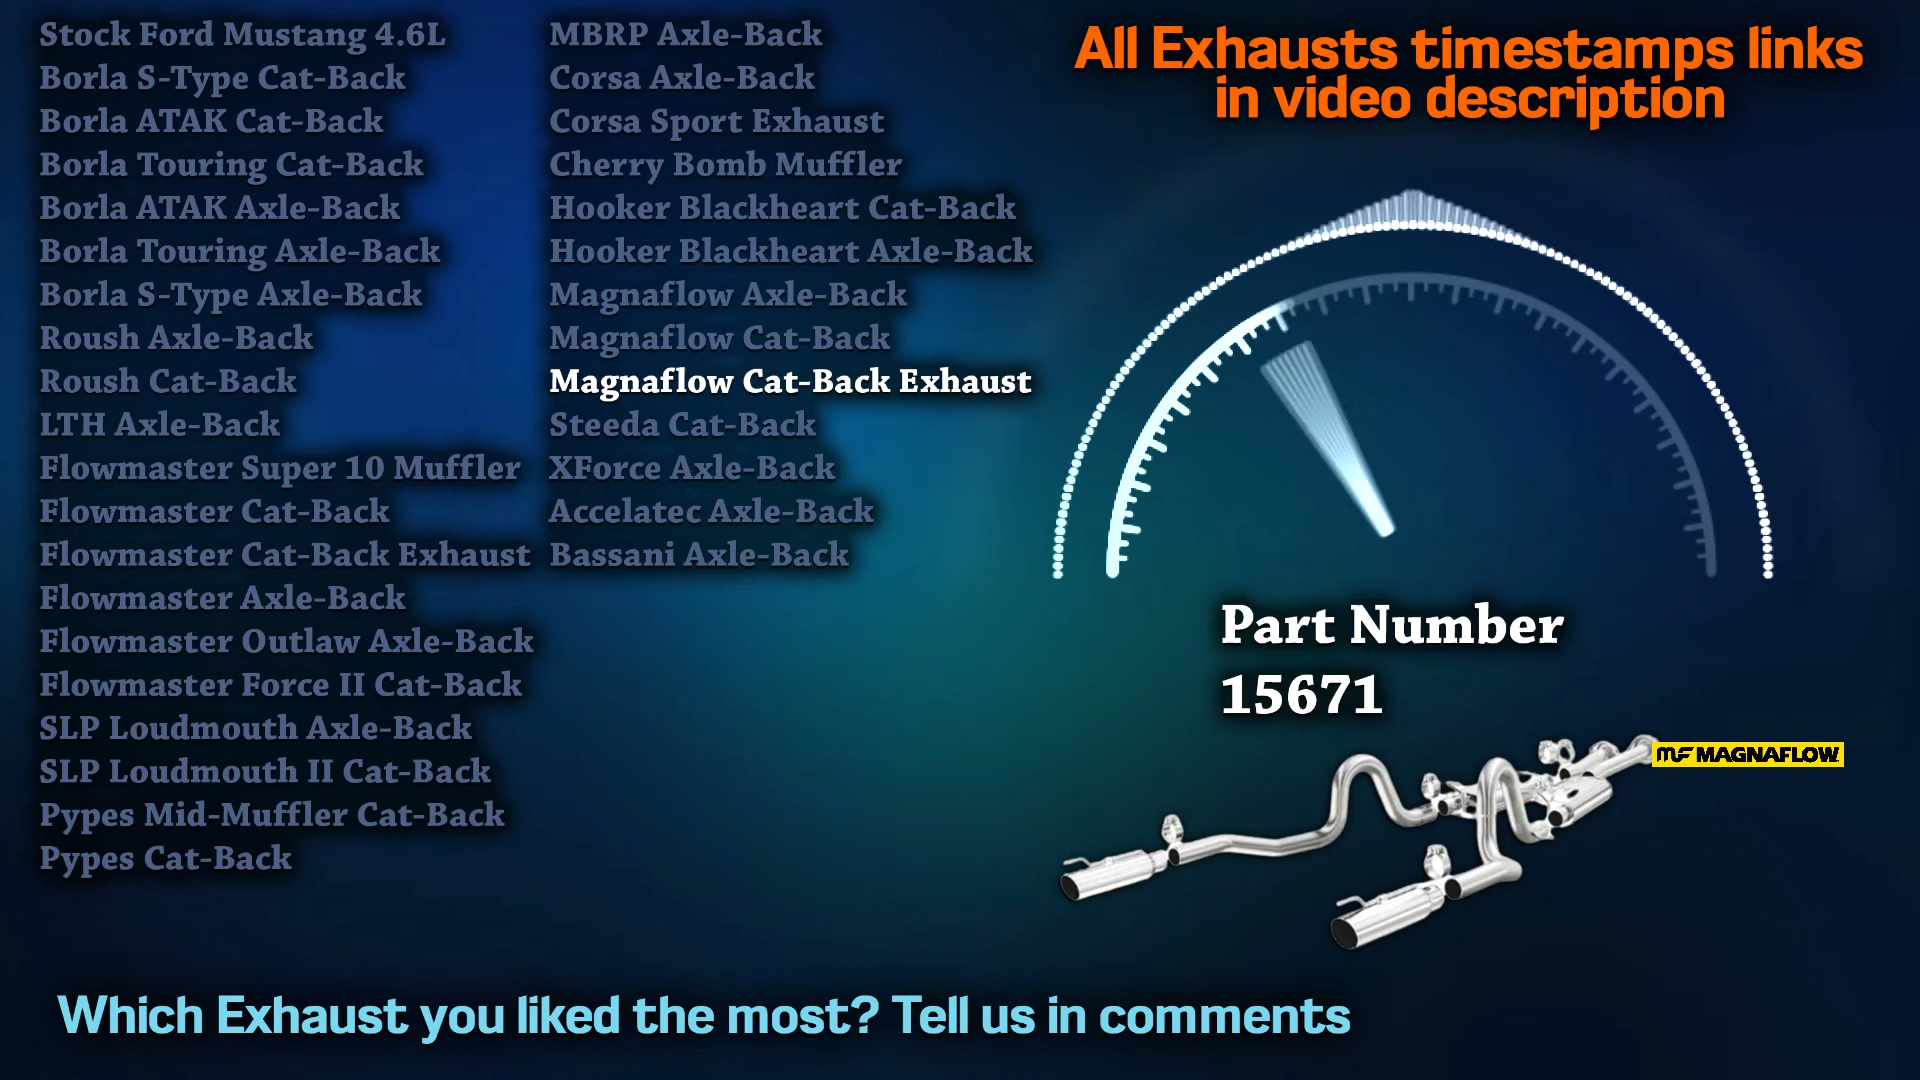 Stock Ford Mustang 4.6L
Borla S-Type Cat-Back
Borla ATAK Cat-Back
Borla Touring Cat-Back
Borla ATAK Axle-Back
Borla Touring Axle-Back
Borla S-Type Axle-Back
Roush Axle-Back
Roush Cat-Back
LTH Axle-Back
Flowmaster Super 10 Muffler
Flowmaster Cat-Back
Flowmaster Cat-Back Exhaust
Flowmaster Axle-Back
Flowmaster Outlaw Axle-Back
Flowmaster Force II Cat-Back
SLP Loudmouth Axle-Back
SLP Loudmouth II Cat-Back
Pypes Mid-Muffler Cat-Back
Pypes Cat-Back
MBRP Axle-Back
Corsa Axle-Back
Corsa Sport Exhaust
Cherry Bomb Muffler
Hooker Blackheart Cat-Back
Hooker Blackheart Axle-Back
Magnaflow Axle-Back
Magnaflow Cat-Back
Magnaflow Cat-Back Exhaust
Steeda Cat-Back
XForce Axle-Back
Accelatec Axle-Back
Bassani Axle-Back
All Exhausts timestamps links
in video description
Part Number
15671
MF MAGNAFLOW
Which Exhaust you liked the most? Tell us in comments